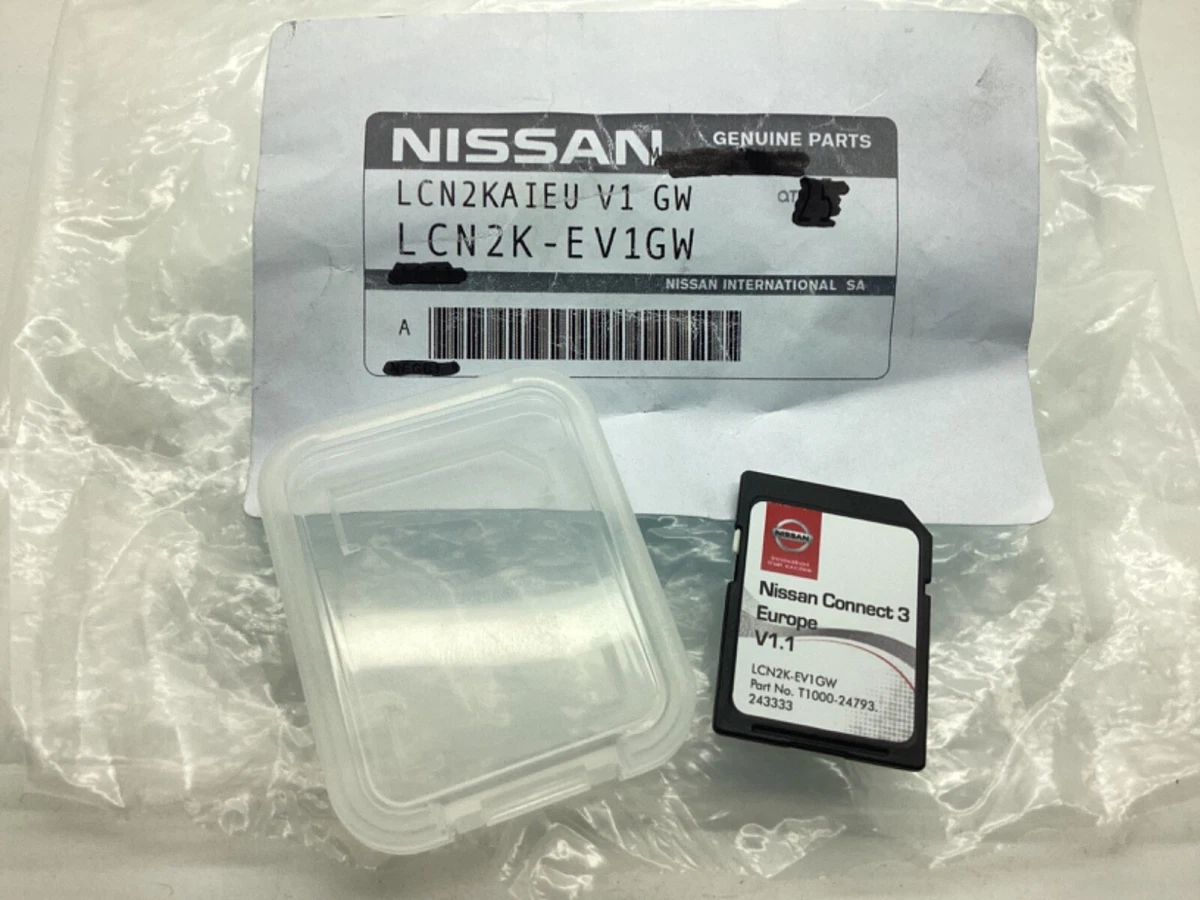 NISSAN GENUINE PARTS
LCN2KAIEU V1 GW
LCN2K-EV1GW
NISSAN INTERNATIONAL SA
A
NISSAN
Nissan Connect 3
Europe
V1.1
LCN2K-EV1GW
Part No. T1000-24793.
243333